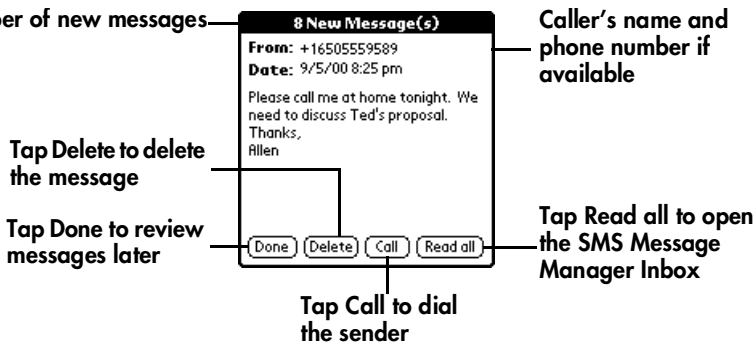 er of new messages
8 New Message(s)
From: +16505559589
Date: 9/5/00 8:25 pm
Please call me at home tonight. We
need to discuss Ted's proposal.
Thanks,
Allen
Done
Delete
Call
Read all
Caller's name and
phone number if
available
Tap Delete to delete
the message
Tap Done to review
messages later
Tap Call to dial
the sender
Tap Read all to open
the SMS Message
Manager Inbox